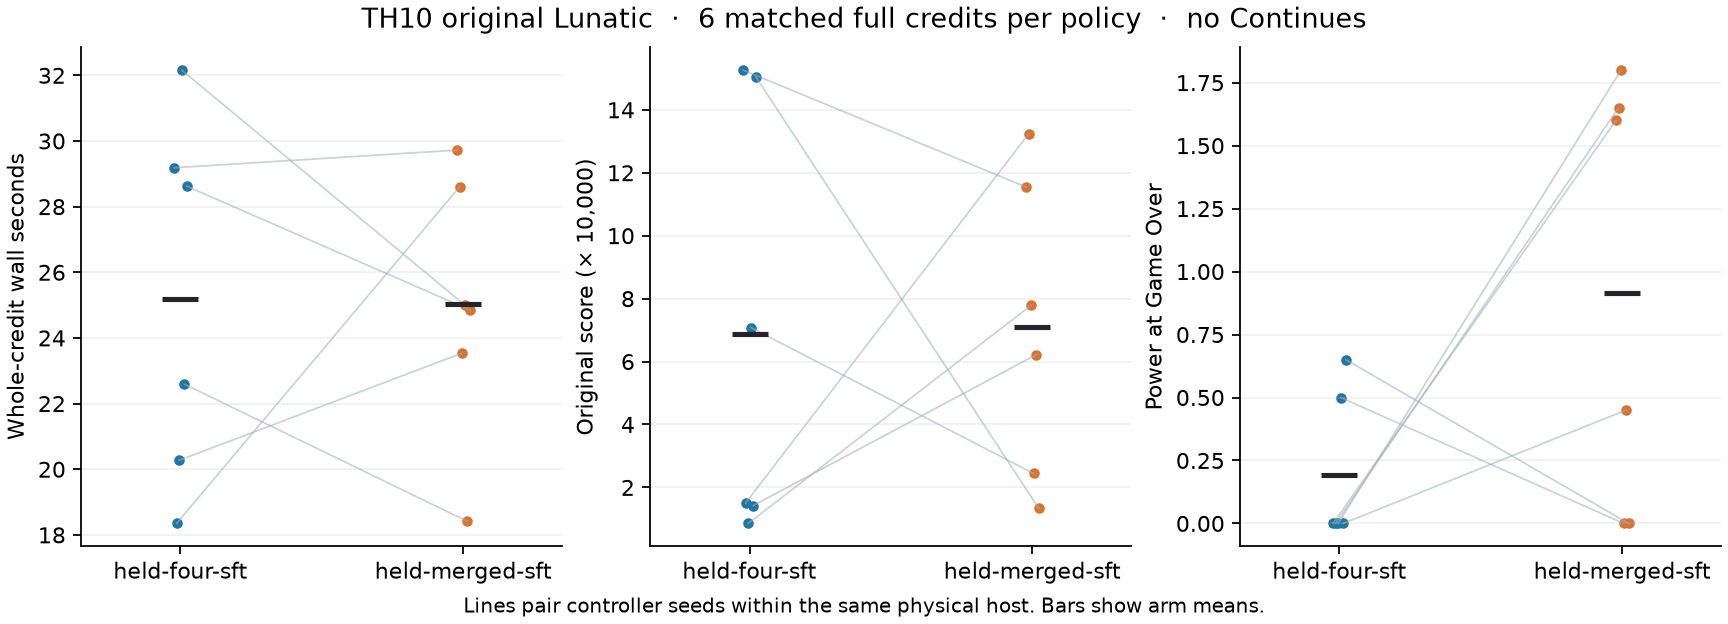 TH10 original Lunatic · 6 matched full credits per policy · no Continues
Whole-credit wall seconds
32
30
28
26
24
22
20
18
held-four-sft
held-merged-sft
Original score (× 10,000)
14
12
10
8
6
4
2
held-four-sft
held-merged-sft
Power at Game Over
1.75
1.50
1.25
1.00
0.75
0.50
0.25
0.00
held-four-sft
held-merged-sft
Lines pair controller seeds within the same physical host. Bars show arm means.